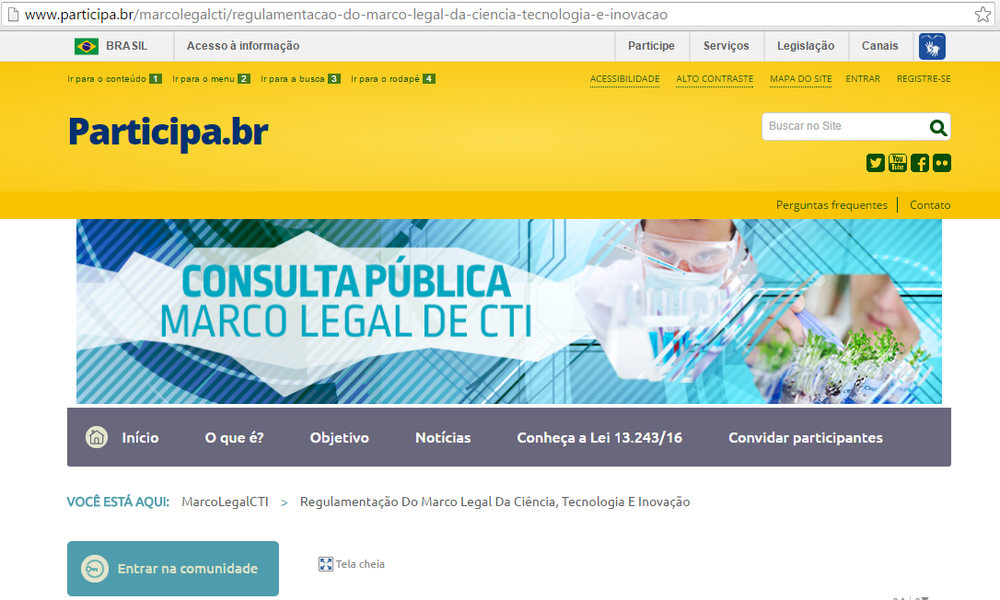 www.participa.br/marcolegalcti/regulamentacao-do-marco-legal-da-ciencia-tecnologia-e-inovacao
BRASIL Acesso à informação Participe Serviços Legislação Canais
Ir para o conteúdo 1 Ir para o menu 2 Ir para a busca 3 Ir para o rodapé 4 ACESSIBILIDADE ALTO CONTRASTE MAPA DO SITE ENTRAR REGISTRE-SE
Participa.br
Buscar no Site
You Tube
Perguntas frequentes Contato
CONSULTA PÚBLICA
MARCO LEGAL DE CTI
Início O que é? Objetivo Notícias Conheça a Lei 13.243/16 Convidar participantes
VOCÊ ESTÁ AQUI: MarcoLegalCTI > Regulamentação Do Marco Legal Da Ciência, Tecnologia E Inovação
Entrar na comunidade Tela cheia